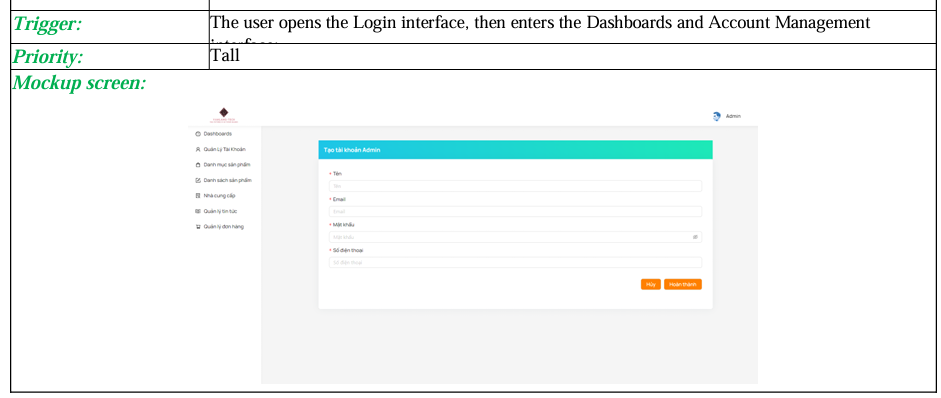 Trigger:
The user opens the Login interface, then enters the Dashboards and Account Management
interface
Priority:
Tall
Mockup screen:
Admin
Dashboards
Quản Lý Tài Khoản
Danh mục sản phẩm
Danh sách sản phẩm
Nhà cung cấp
Quản lý tin tức
Quản lý đơn hàng
Tạo tài khoản Admin
* Tên
Tên
* Email
Email
* Mật khẩu
Mật khẩu
* Số điện thoại
Số điện thoại
Hủy
Hoàn thành